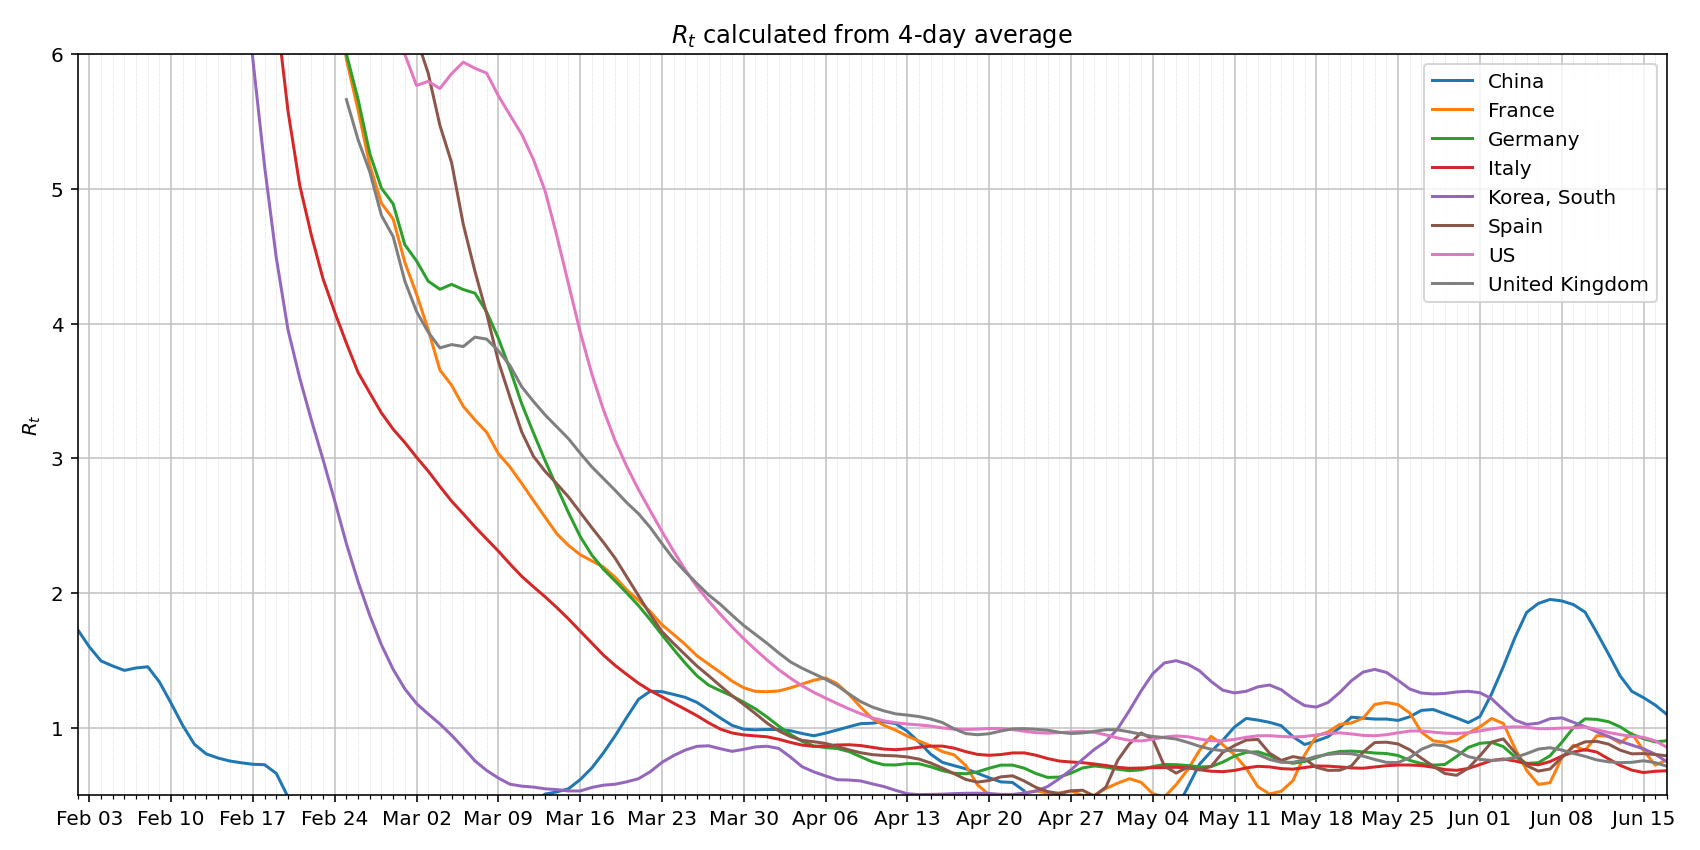 R_t calculated from 4-day average
R_t
6
5
4
3
2
1
China
France
Germany
Italy
Korea, South
Spain
US
United Kingdom
Feb 03 Feb 10 Feb 17 Feb 24 Mar 02 Mar 09 Mar 16 Mar 23 Mar 30 Apr 06 Apr 13 Apr 20 Apr 27 May 04 May 11 May 18 May 25 Jun 01 Jun 08 Jun 15